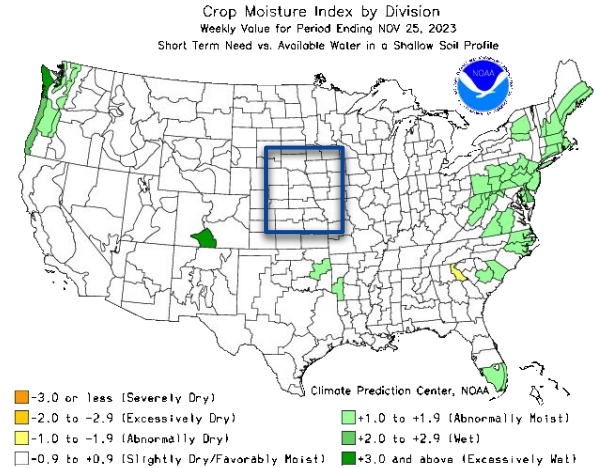 Crop Moisture Index by Division
Weekly Value for Period Ending NOV 25, 2023
Short Term Need vs. Available Water in a Shallow Soil Profile
NOAA
Climate Prediction Center, NOAA
-3.0 or less (Severely Dry)
-2.0 to -2.9 (Excessively Dry)
-1.0 to -1.9 (Abnormally Dry)
-0.9 to +0.9 (Slightly Dry/Favorably Moist)
+1.0 to +1.9 (Abnormally Moist)
+2.0 to +2.9 (Wet)
+3.0 and above (Excessively Wet)